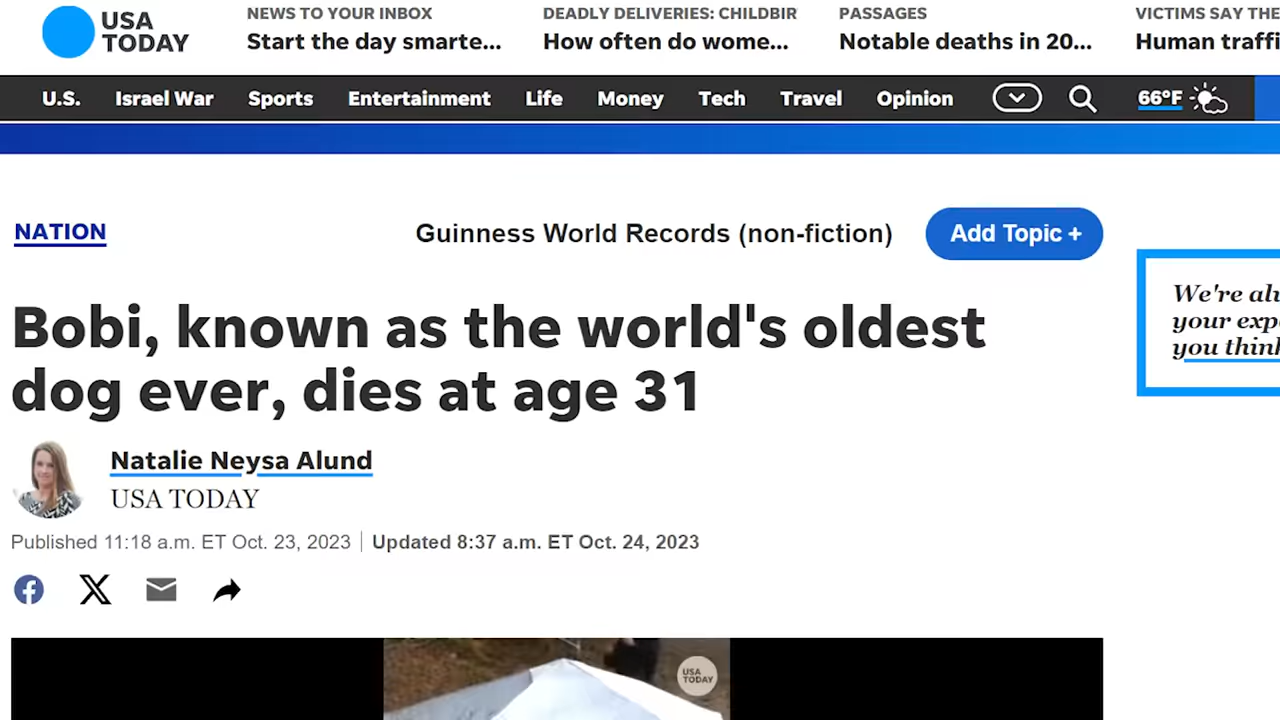 USA
TODAY
NEWS TO YOUR INBOX
Start the day smarte...
DEADLY DELIVERIES: CHILDBIR
How often do wome...
PASSAGES
Notable deaths in 20...
VICTIMS SAY THE
Human traffi
U.S. Israel War Sports Entertainment Life Money Tech Travel Opinion 66°F
NATION
Guinness World Records (non-fiction)
Add Topic +
We're alw
your expe
you think
Bobi, known as the world's oldest
dog ever, dies at age 31
Natalie Neysa Alund
USA TODAY
Published 11:18 a.m. ET Oct. 23, 2023 Updated 8:37 a.m. ET Oct. 24, 2023
USA
TODAY